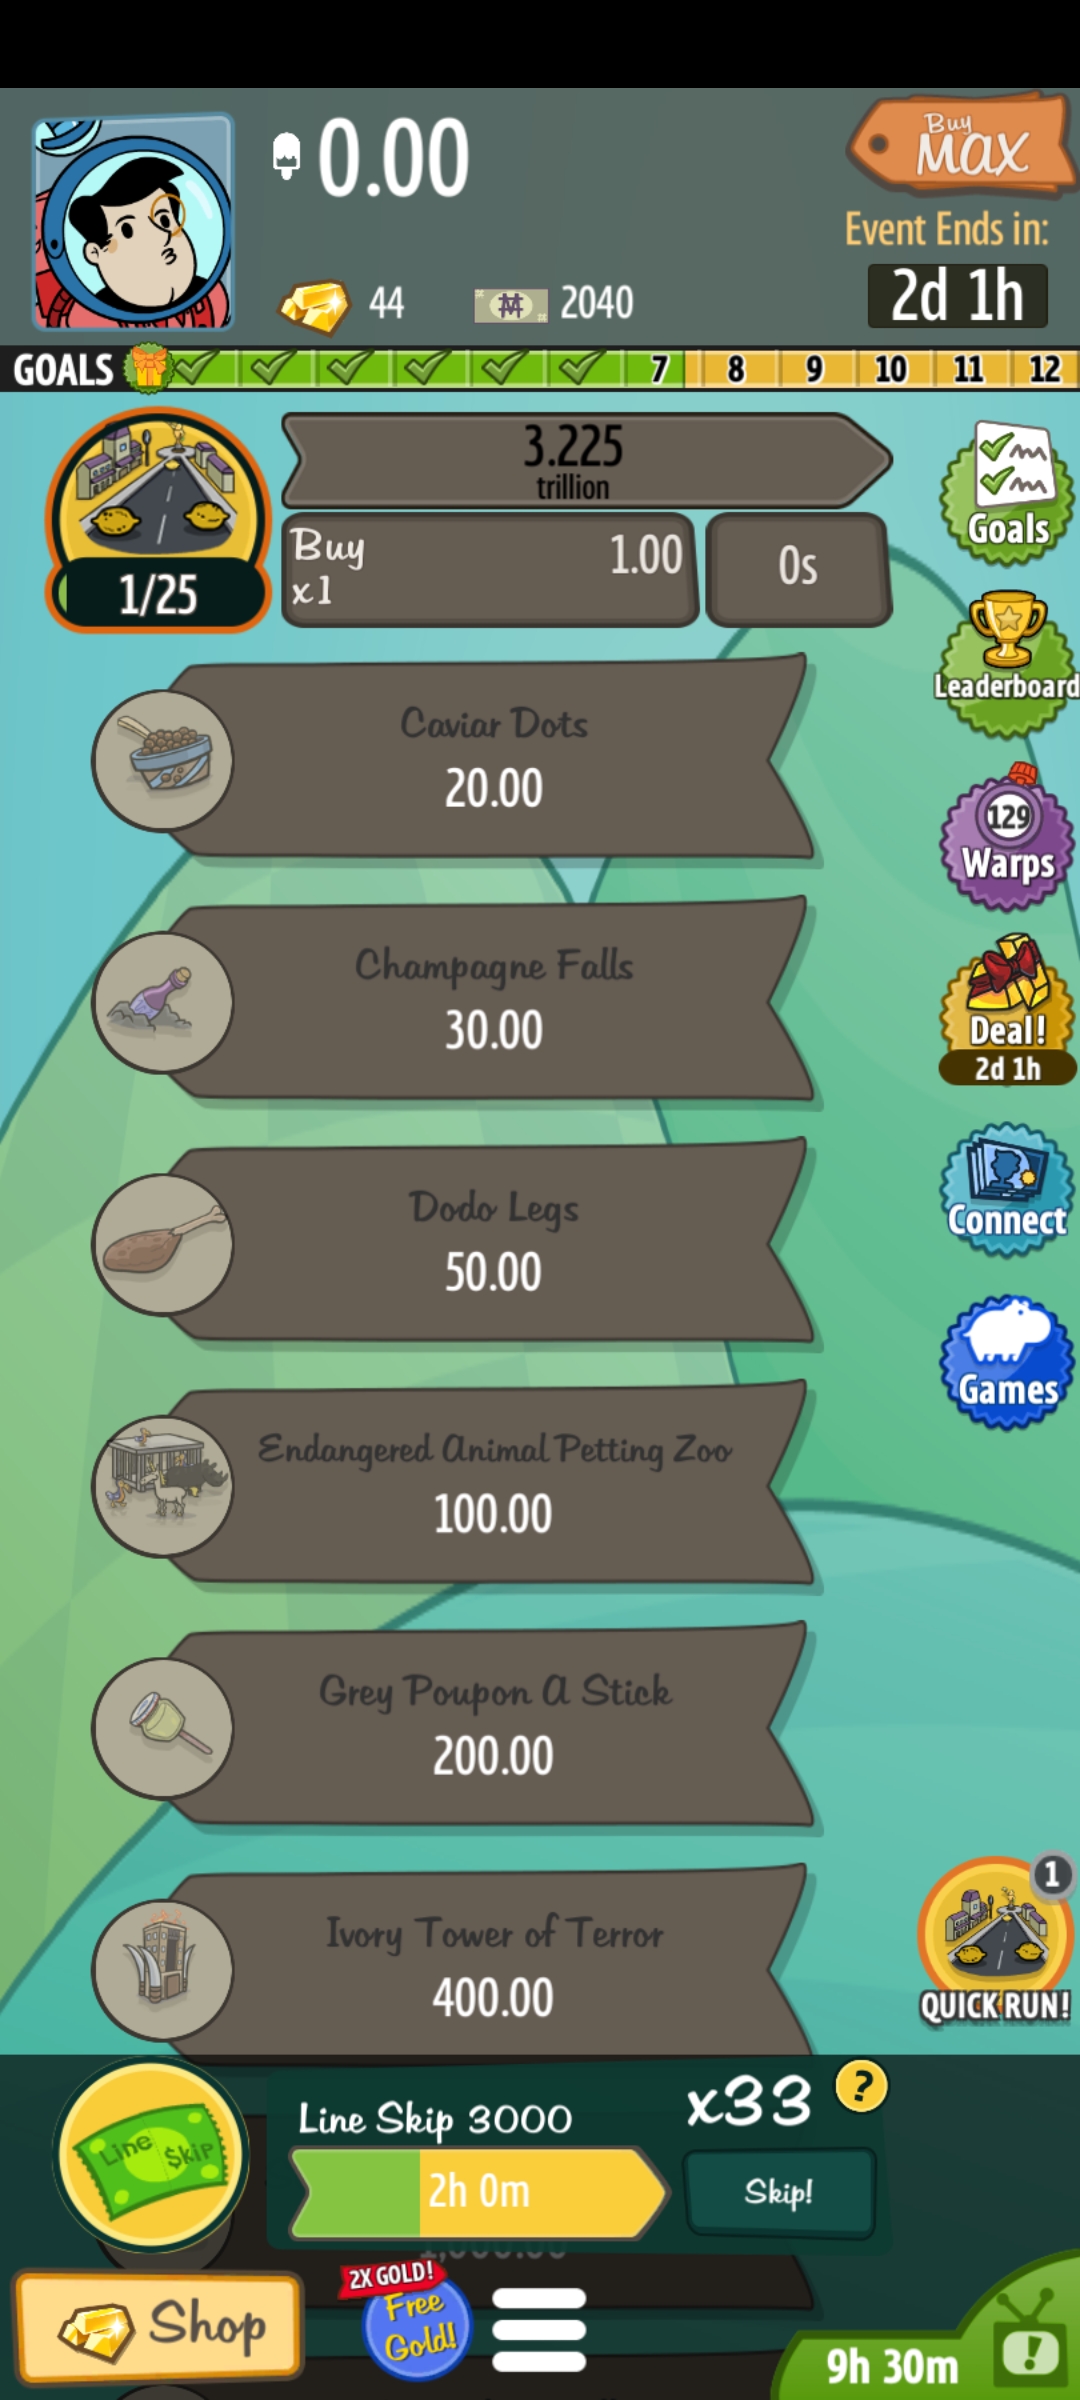 0.00
Buy
MAX
Event Ends in:
44
2040
2d 1h
GOALS
7
8
9
10
11
12
3.225
trillion
1/25
Buy
x1
1.00
0s
Goals
Leaderboard
Caviar Dots
20.00
129
Warps
Champagne Falls
30.00
Deal!
2d 1h
Dodo Legs
50.00
Connect
Games
Endangered Animal Petting Zoo
100.00
Grey Poupon A Stick
200.00
Ivory Tower of Terror
400.00
1
QUICK RUN!
Line $kip
Line Skip 3000
x33
?
2h 0m
Skip!
1,000.00
Shop
2X GOLD!
Free
Gold!
9h 30m
!